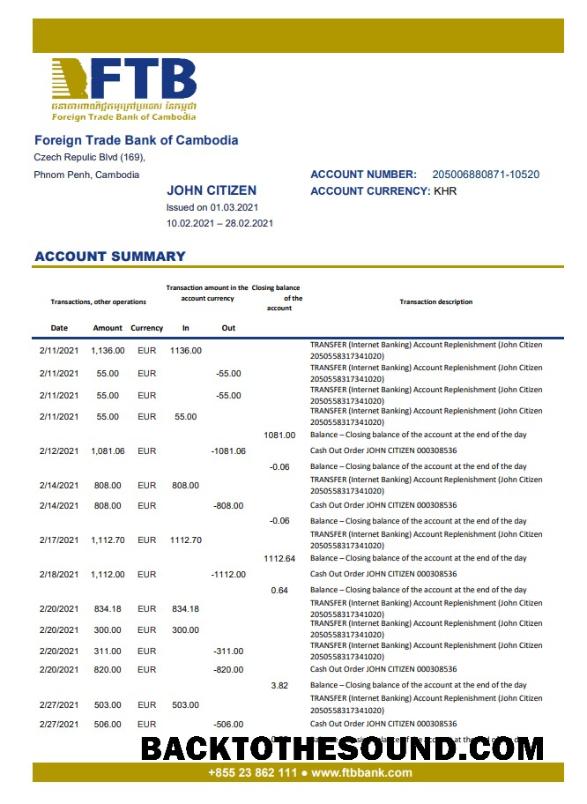 FTB
ធនាគារពាណិជ្ជកម្មក្រៅប្រទេស នៃកម្ពុជា
Foreign Trade Bank of Cambodia
Foreign Trade Bank of Cambodia
Czech Repulic Blvd (169),
Phnom Penh, Cambodia
ACCOUNT NUMBER: 205006880871-10520
ACCOUNT CURRENCY: KHR
JOHN CITIZEN
Issued on 01.03.2021
10.02.2021 – 28.02.2021
ACCOUNT SUMMARY
Transactions, other operations
Transaction amount in the
account currency
Closing balance
of the
account
Transaction description
Date Amount Currency In Out
2/11/2021 1,136.00 EUR 1136.00 TRANSFER (Internet Banking) Account Replenishment (John Citizen
2050558317341020)
2/11/2021 55.00 EUR -55.00 TRANSFER (Internet Banking) Account Replenishment (John Citizen
2050558317341020)
2/11/2021 55.00 EUR -55.00 TRANSFER (Internet Banking) Account Replenishment (John Citizen
2050558317341020)
2/11/2021 55.00 EUR 55.00 TRANSFER (Internet Banking) Account Replenishment (John Citizen
2050558317341020)
1081.00 Balance – Closing balance of the account at the end of the day
2/12/2021 1,081.06 EUR -1081.06 Cash Out Order JOHN CITIZEN 000308536
-0.06 Balance – Closing balance of the account at the end of the day
2/14/2021 808.00 EUR 808.00 TRANSFER (Internet Banking) Account Replenishment (John Citizen
2050558317341020)
2/14/2021 808.00 EUR -808.00 Cash Out Order JOHN CITIZEN 000308536
-0.06 Balance – Closing balance of the account at the end of the day
2/17/2021 1,112.70 EUR 1112.70 TRANSFER (Internet Banking) Account Replenishment (John Citizen
2050558317341020)
1112.64 Balance – Closing balance of the account at the end of the day
2/18/2021 1,112.00 EUR -1112.00 Cash Out Order JOHN CITIZEN 000308536
0.64 Balance – Closing balance of the account at the end of the day
2/20/2021 834.18 EUR 834.18 TRANSFER (Internet Banking) Account Replenishment (John Citizen
2050558317341020)
2/20/2021 300.00 EUR 300.00 TRANSFER (Internet Banking) Account Replenishment (John Citizen
2050558317341020)
2/20/2021 311.00 EUR -311.00 TRANSFER (Internet Banking) Account Replenishment (John Citizen
2050558317341020)
2/20/2021 820.00 EUR -820.00 Cash Out Order JOHN CITIZEN 000308536
3.82 Balance – Closing balance of the account at the end of the day
2/27/2021 503.00 EUR 503.00 TRANSFER (Internet Banking) Account Replenishment (John Citizen
2050558317341020)
2/27/2021 506.00 EUR -506.00 Cash Out Order JOHN CITIZEN 000308536
BACKTOTHESOUND.COM
+855 23 862 111 ● www.ftbbank.com